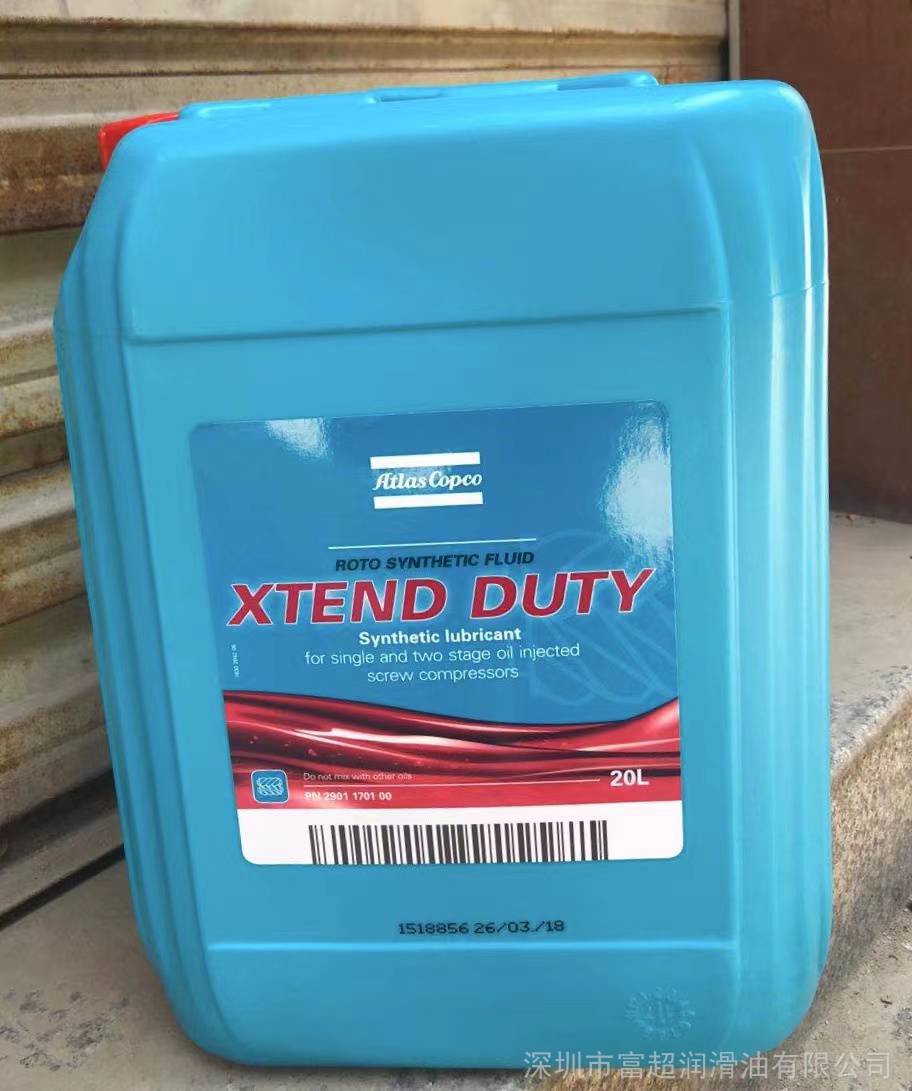 Atlas Copco
ROTO SYNTHETIC FLUID
XTEND DUTY
Synthetic lubricant
for single and two stage oil injected
screw compressors
Do not mix with other oils
20L
PN 2901 1701 00
1518856 26/03./18
深圳市富超润滑油有限公司